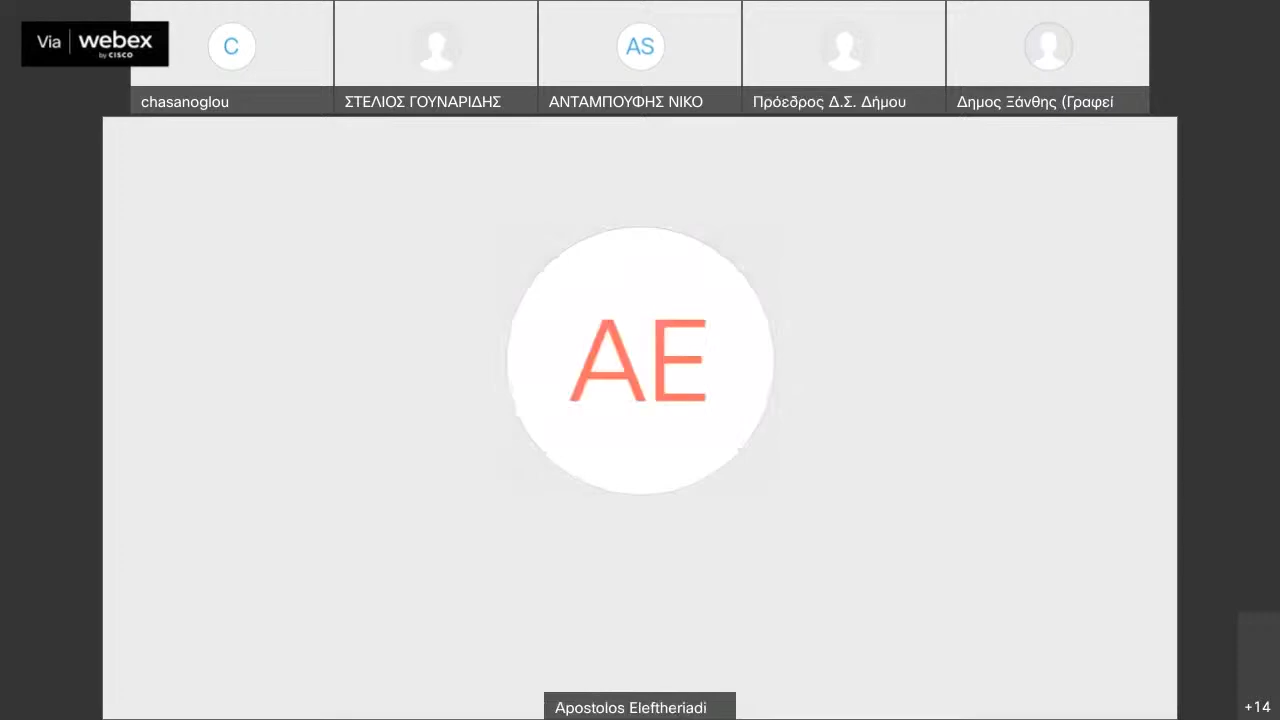 Via webex
by CISCO
C
AS
chasanoglou
ΣΤΕΛΙΟΣ ΓΟΥΝΑΡΙΔΗΣ
ΑΝΤΑΜΠΟΥΦΗΣ ΝΙΚΟ
Πρόεδρος Δ.Σ. Δήμου
Δημος Ξάνθης (Γραφεί
AE
Apostolos Eleftheriadi
+14